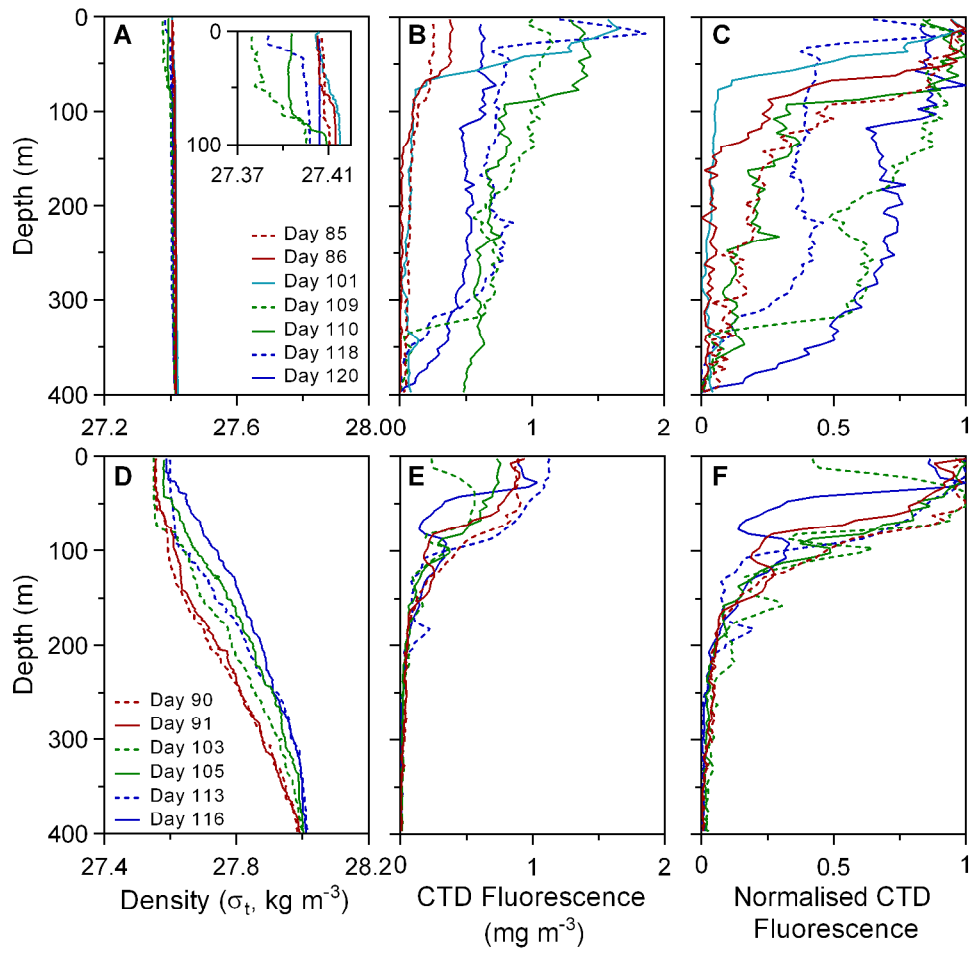 A
B
C
0
100
200
300
400
Depth (m)
0
100
27.37
27.41
Day 85
Day 86
Day 101
Day 109
Day 110
Day 118
Day 120
27.2
27.6
28.0
0
1
2
0
0.5
1
D
E
F
0
100
200
300
400
Depth (m)
Day 90
Day 91
Day 103
Day 105
Day 113
Day 116
27.4
27.8
28.2
0
1
2
0
0.5
1
Density (σt, kg m-3)
CTD Fluorescence
(mg m-3)
Normalised CTD
Fluorescence